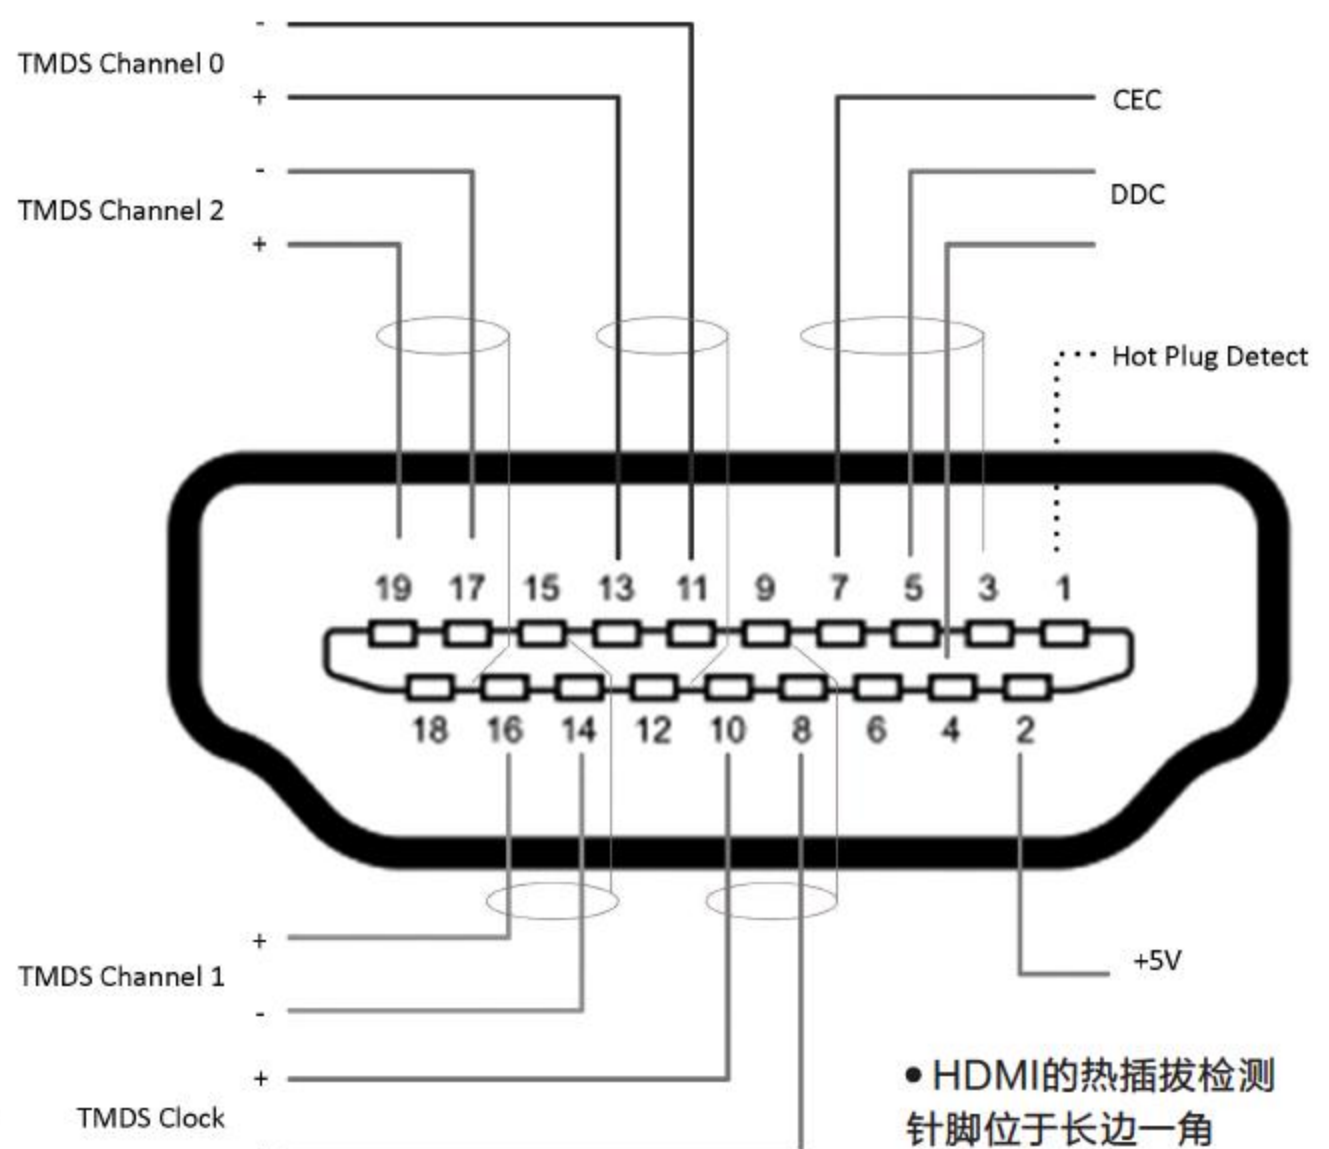 -
TMDS Channel 0
+
CEC
-
TMDS Channel 2
DDC
+
Hot Plug Detect
19 17 15 13 11 9 7 5 3 1
18 16 14 12 10 8 6 4 2
+
TMDS Channel 1
+5V
-
+
TMDS Clock
• HDMI的热插拔检测
针脚位于长边一角